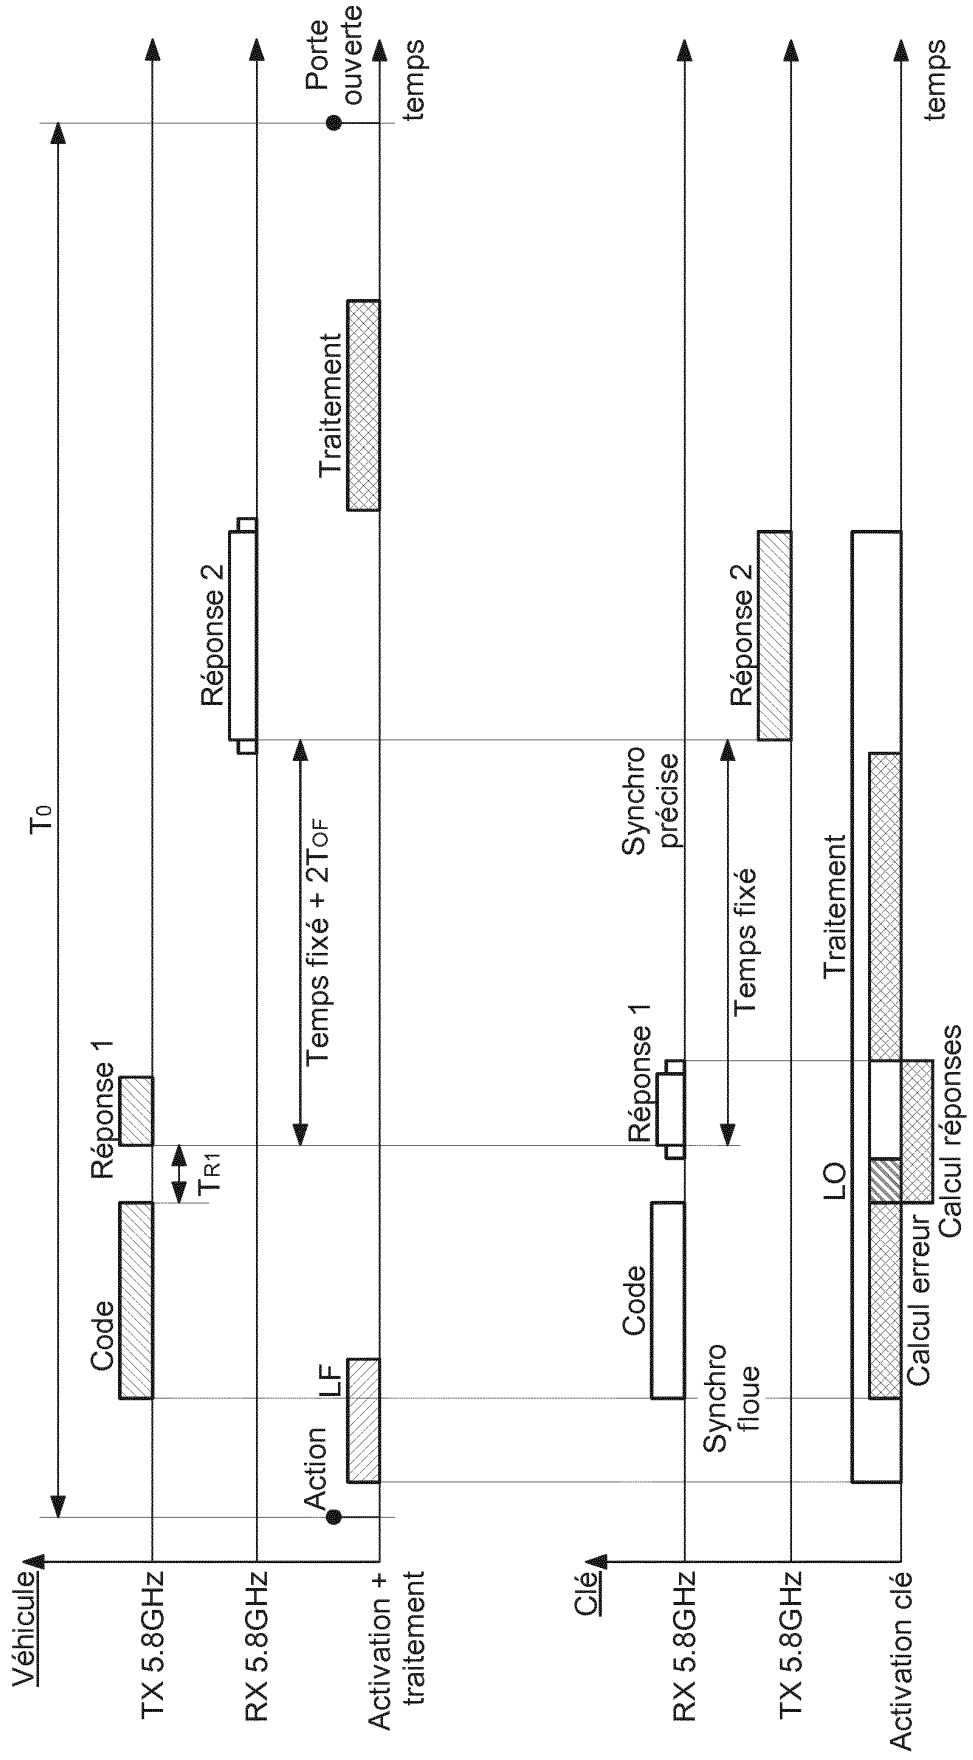 Véhicule
T0
TX 5.8GHz
Code
Réponse 1
TR1
RX 5.8GHz
Réponse 2
Temps fixé + 2TOF
Activation +
traitement
Action
LF
Traitement
Porte
ouverte
temps
Clé
RX 5.8GHz
Code
Réponse 1
Synchro
floue
Synchro
précise
Temps fixé
TX 5.8GHz
Réponse 2
Activation clé
LO
Traitement
Calcul erreur
Calcul réponses
temps